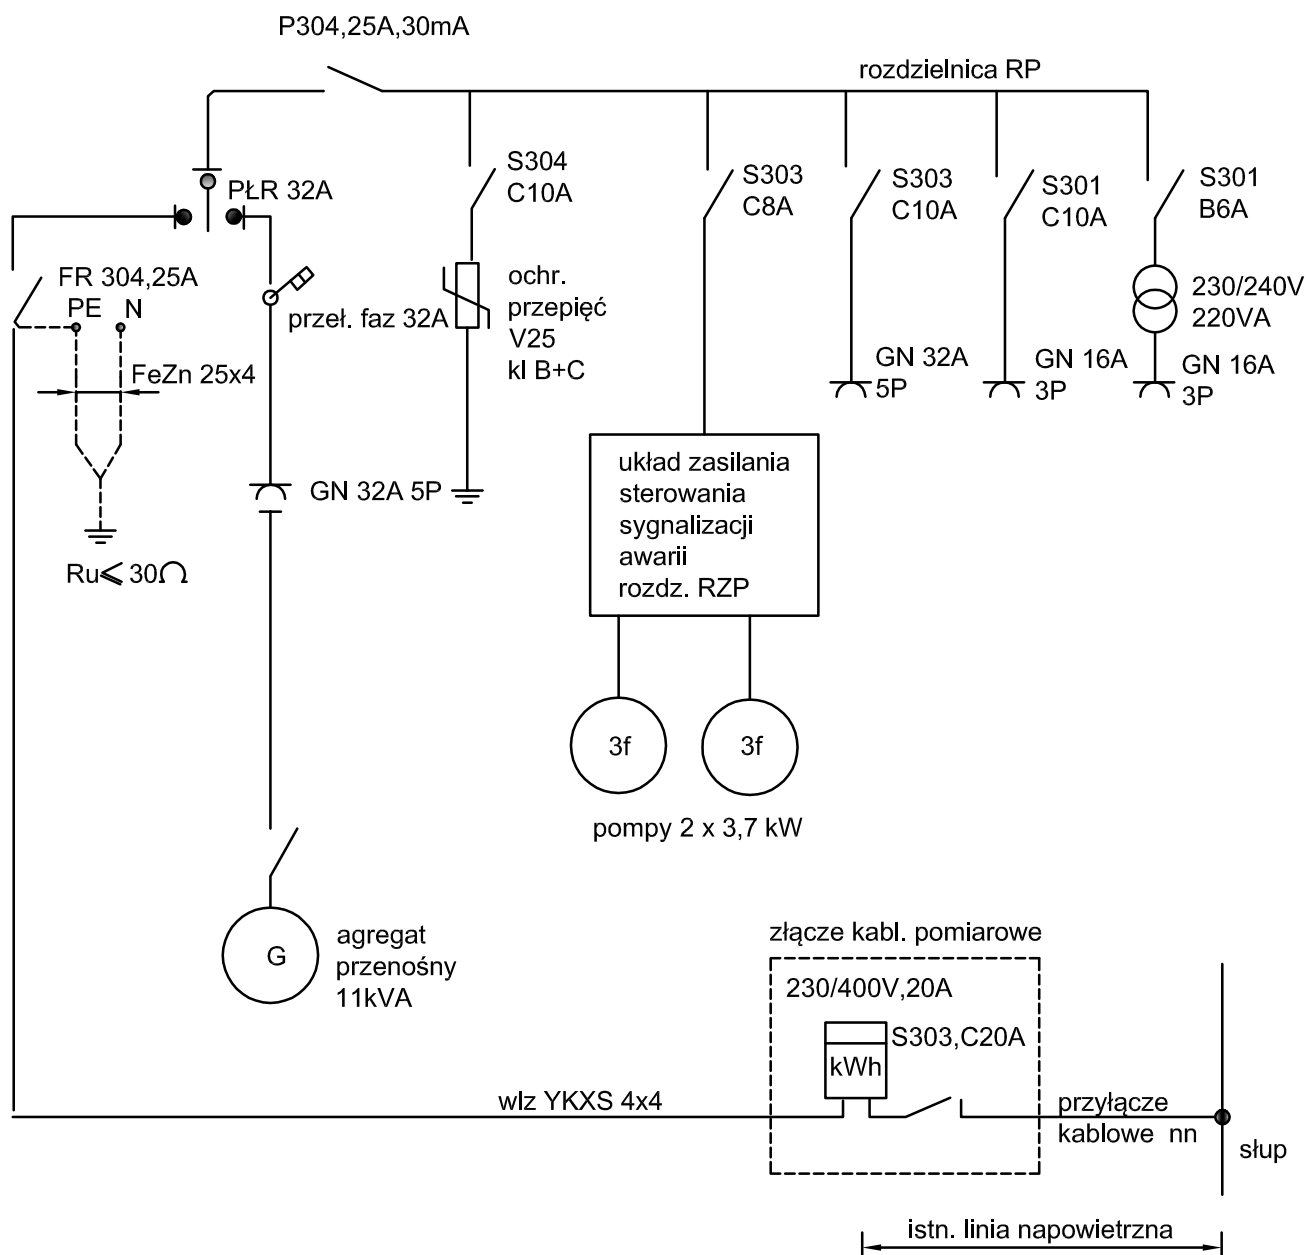 P304,25A,30mA
rozdzielnica RP
PŁR 32A
S304
C10A
S303
C8A
S303
C10A
S301
C10A
S301
B6A
FR 304,25A
PE N
przeł. faz 32A
ochr.
przepięć
V25
kl B+C
230/240V
220VA
FeZn 25x4
GN 32A
5P
GN 16A
3P
GN 16A
3P
GN 32A 5P
Ru⩽ 30Ω
układ zasilania
sterowania
sygnalizacji
awarii
rozdz. RZP
3f
3f
pompy 2 x 3,7 kW
G
agregat
przenośny
11kVA
złącze kabl. pomiarowe
230/400V,20A
S303,C20A
kWh
wlz YKXS 4x4
przyłącze
kablowe nn
słup
istn. linia napowietrzna